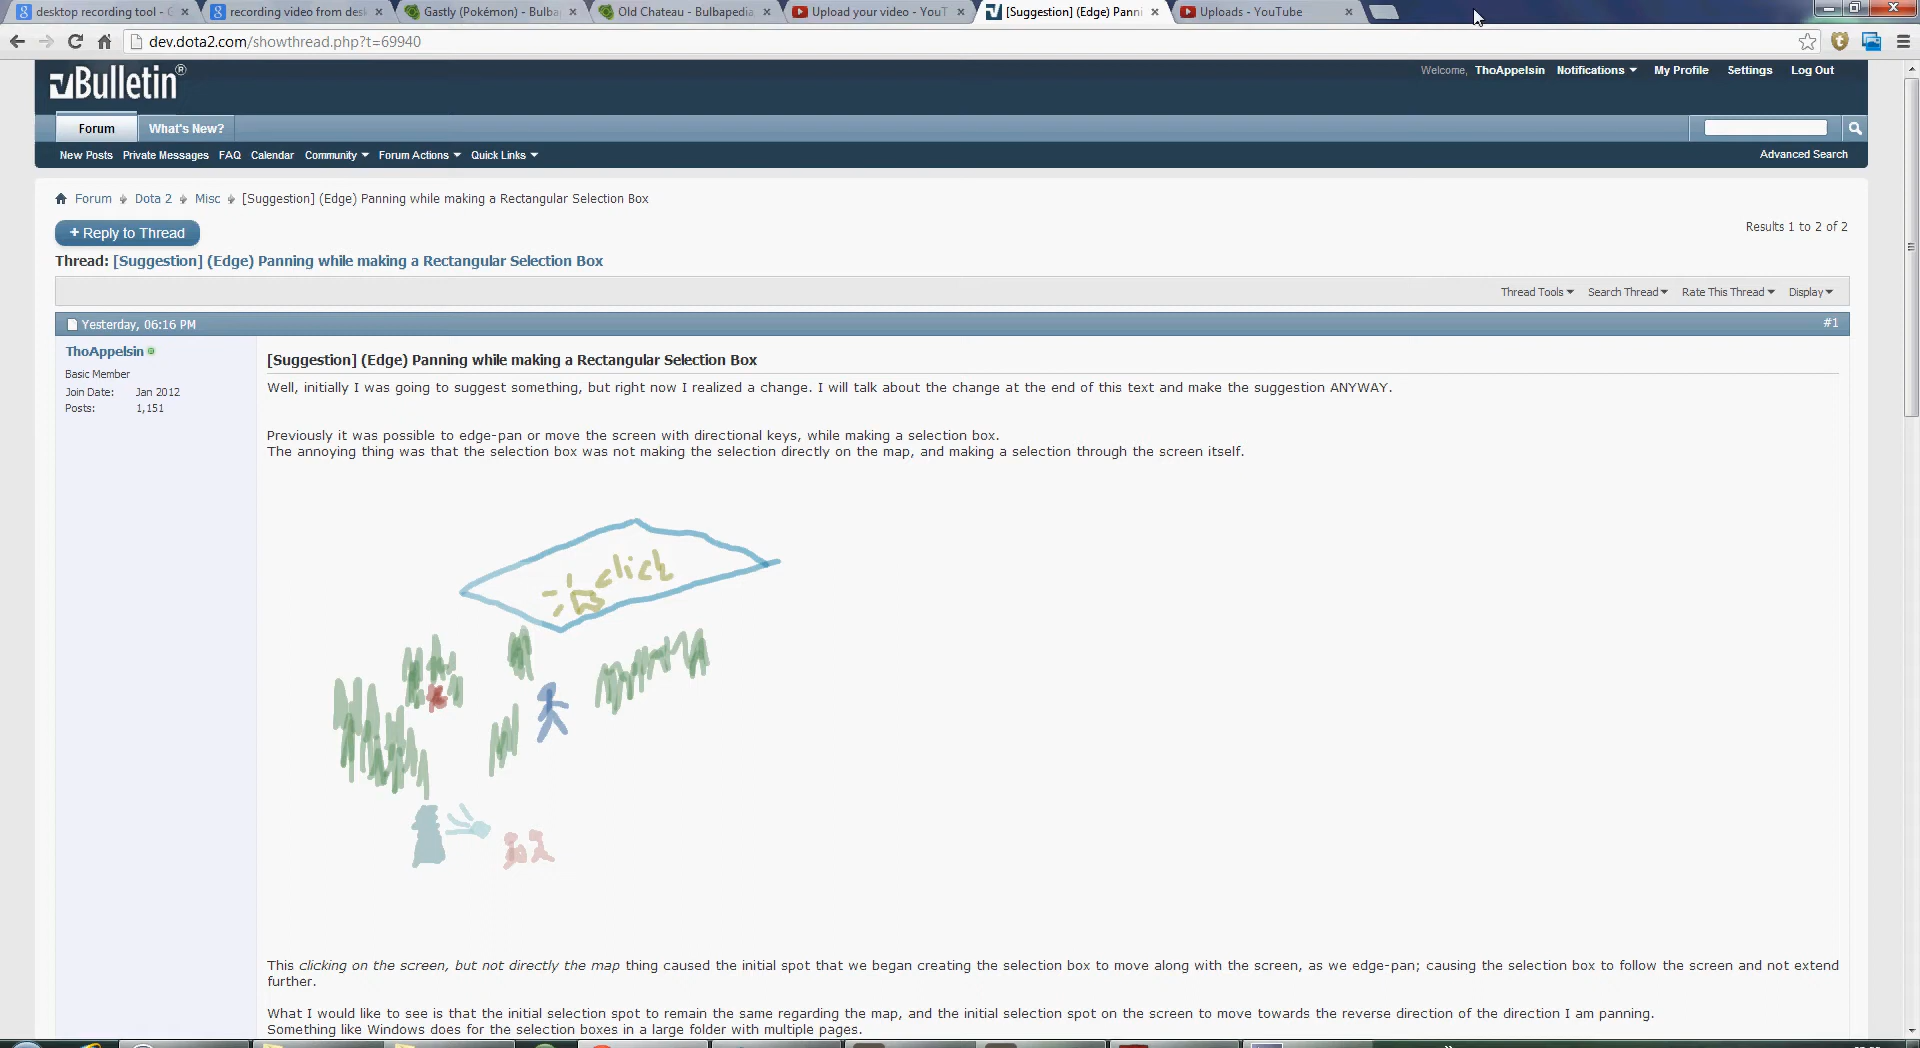 desktop recording tool - G
recording video from desk
Gastly (Pokémon) - Bulba
Old Chateau - Bulbapedia
Upload your video - YouT
[Suggestion] (Edge) Panni
Uploads - YouTube
dev.dota2.com/showthread.php?t=69940
vBulletin®
Welcome, ThoAppelsin Notifications My Profile Settings Log Out
Forum What's New?
New Posts Private Messages FAQ Calendar Community Forum Actions Quick Links Advanced Search
Forum Dota 2 Misc [Suggestion] (Edge) Panning while making a Rectangular Selection Box
+ Reply to Thread
Results 1 to 2 of 2
Thread: [Suggestion] (Edge) Panning while making a Rectangular Selection Box
Thread Tools Search Thread Rate This Thread Display
Yesterday, 06:16 PM #1
ThoAppelsin
Basic Member
Join Date: Jan 2012
Posts: 1,151
[Suggestion] (Edge) Panning while making a Rectangular Selection Box
Well, initially I was going to suggest something, but right now I realized a change. I will talk about the change at the end of this text and make the suggestion ANYWAY.
Previously it was possible to edge-pan or move the screen with directional keys, while making a selection box.
The annoying thing was that the selection box was not making the selection directly on the map, and making a selection through the screen itself.
click
This clicking on the screen, but not directly the map thing caused the initial spot that we began creating the selection box to move along with the screen, as we edge-pan; causing the selection box to follow the screen and not extend
further.
What I would like to see is that the initial selection spot to remain the same regarding the map, and the initial selection spot on the screen to move towards the reverse direction of the direction I am panning.
Something like Windows does for the selection boxes in a large folder with multiple pages.